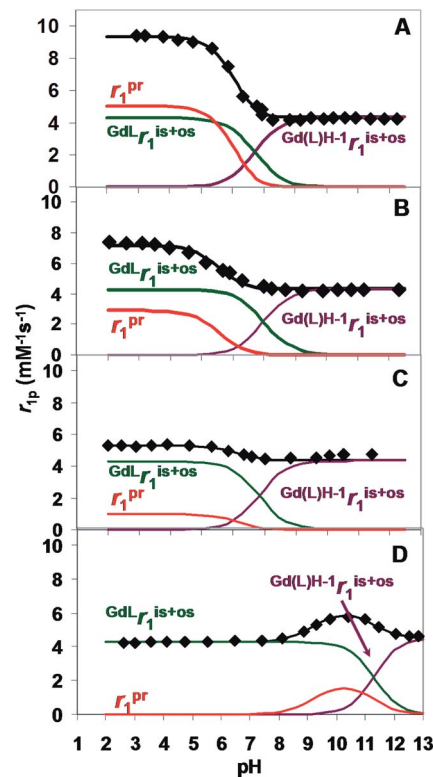 10
8
6
4
2
0
A
r₁ᵖʳ
GdLr₁ⁱˢ⁺ᵒˢ
Gd(L)H-1r₁ⁱˢ⁺ᵒˢ
10
8
6
4
2
0
B
GdLr₁ⁱˢ⁺ᵒˢ
r₁ᵖʳ
Gd(L)H-1r₁ⁱˢ⁺ᵒˢ
r₁ₚ (mM⁻¹s⁻¹)
10
8
6
4
2
0
C
GdLr₁ⁱˢ⁺ᵒˢ
r₁ᵖʳ
Gd(L)H-1r₁ⁱˢ⁺ᵒˢ
10
8
6
4
2
0
D
Gd(L)H-1r₁ⁱˢ⁺ᵒˢ
GdLr₁ⁱˢ⁺ᵒˢ
r₁ᵖʳ
1 2 3 4 5 6 7 8 9 10 11 12 13
pH